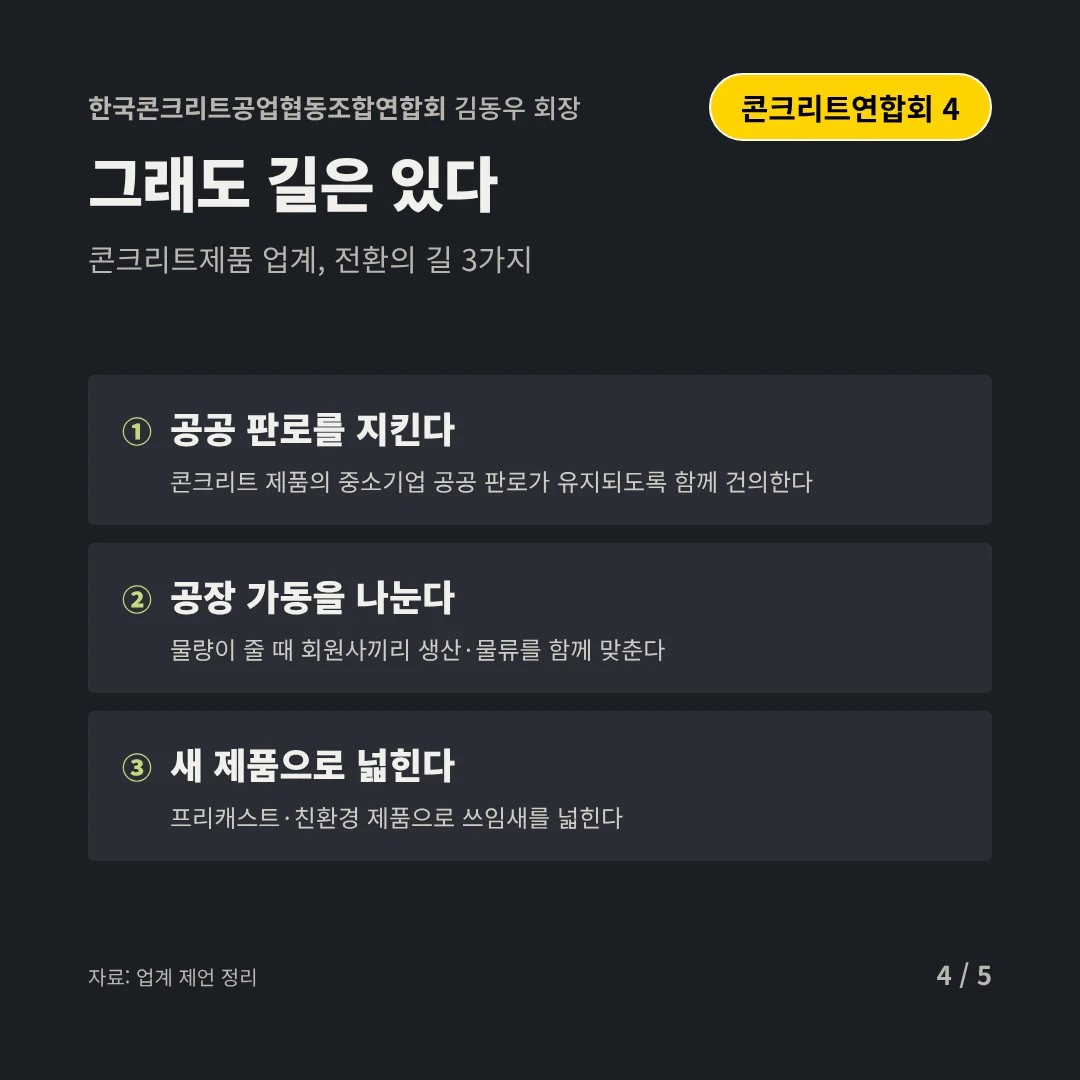 한국콘크리트공업협동조합연합회 김동우 회장
콘크리트연합회 4
그래도 길은 있다
콘크리트제품 업계, 전환의 길 3가지
① 공공 판로를 지킨다
콘크리트 제품의 중소기업 공공 판로가 유지되도록 함께 건의한다
② 공장 가동을 나눈다
물량이 줄 때 회원사끼리 생산·물류를 함께 맞춘다
③ 새 제품으로 넓힌다
프리캐스트·친환경 제품으로 쓰임새를 넓힌다
자료: 업계 제언 정리
4 / 5